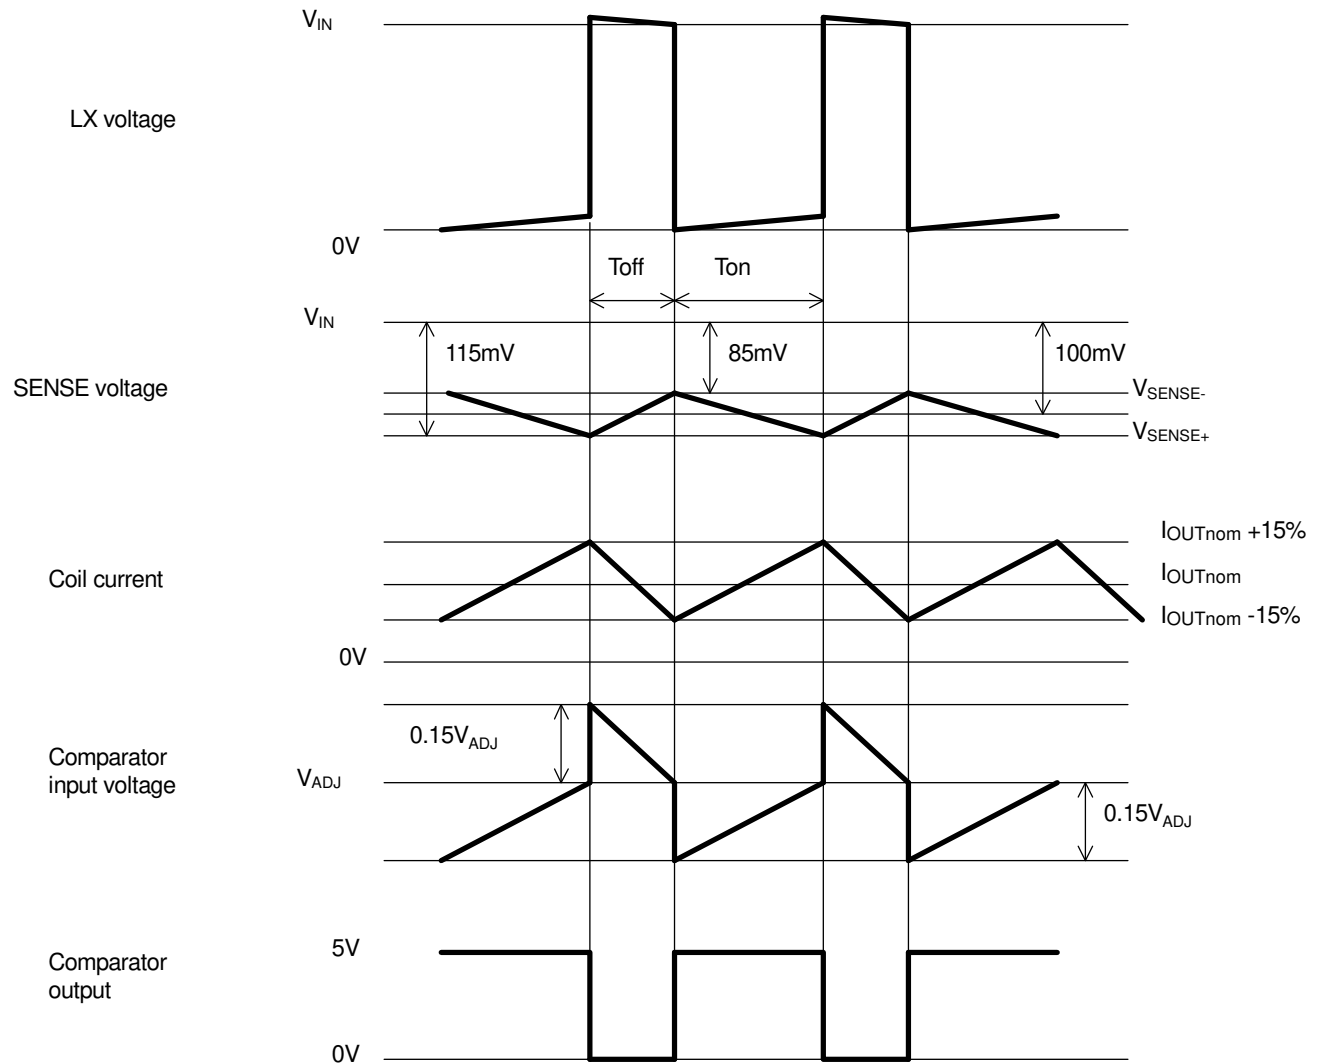 VIN
LX voltage
0V
Toff
Ton
VIN
115mV
85mV
100mV
SENSE voltage
VSENSE-
VSENSE+
IOUTnom +15%
Coil current
IOUTnom
IOUTnom -15%
0V
0.15VADJ
Comparator
input voltage
VADJ
0.15VADJ
5V
Comparator
output
0V